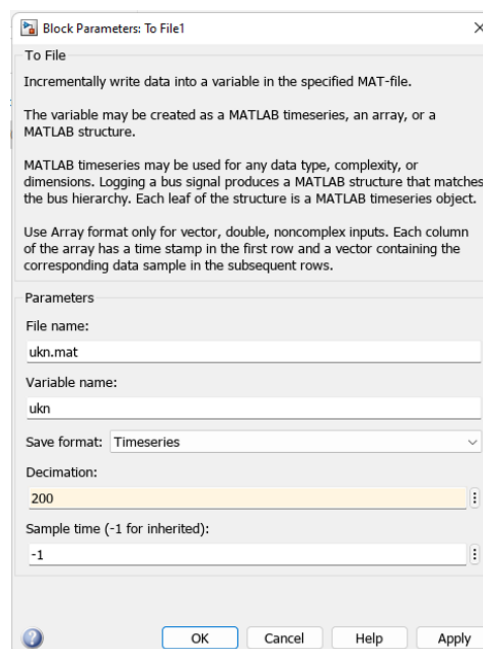 Block Parameters: To File1
To File
Incrementally write data into a variable in the specified MAT-file.
The variable may be created as a MATLAB timeseries, an array, or a
MATLAB structure.
MATLAB timeseries may be used for any data type, complexity, or
dimensions. Logging a bus signal produces a MATLAB structure that matches
the bus hierarchy. Each leaf of the structure is a MATLAB timeseries object.
Use Array format only for vector, double, noncomplex inputs. Each column
of the array has a time stamp in the first row and a vector containing the
corresponding data sample in the subsequent rows.
Parameters
File name:
ukn.mat
Variable name:
ukn
Save format: Timeseries
Decimation:
200
Sample time (-1 for inherited):
-1
OK Cancel Help Apply